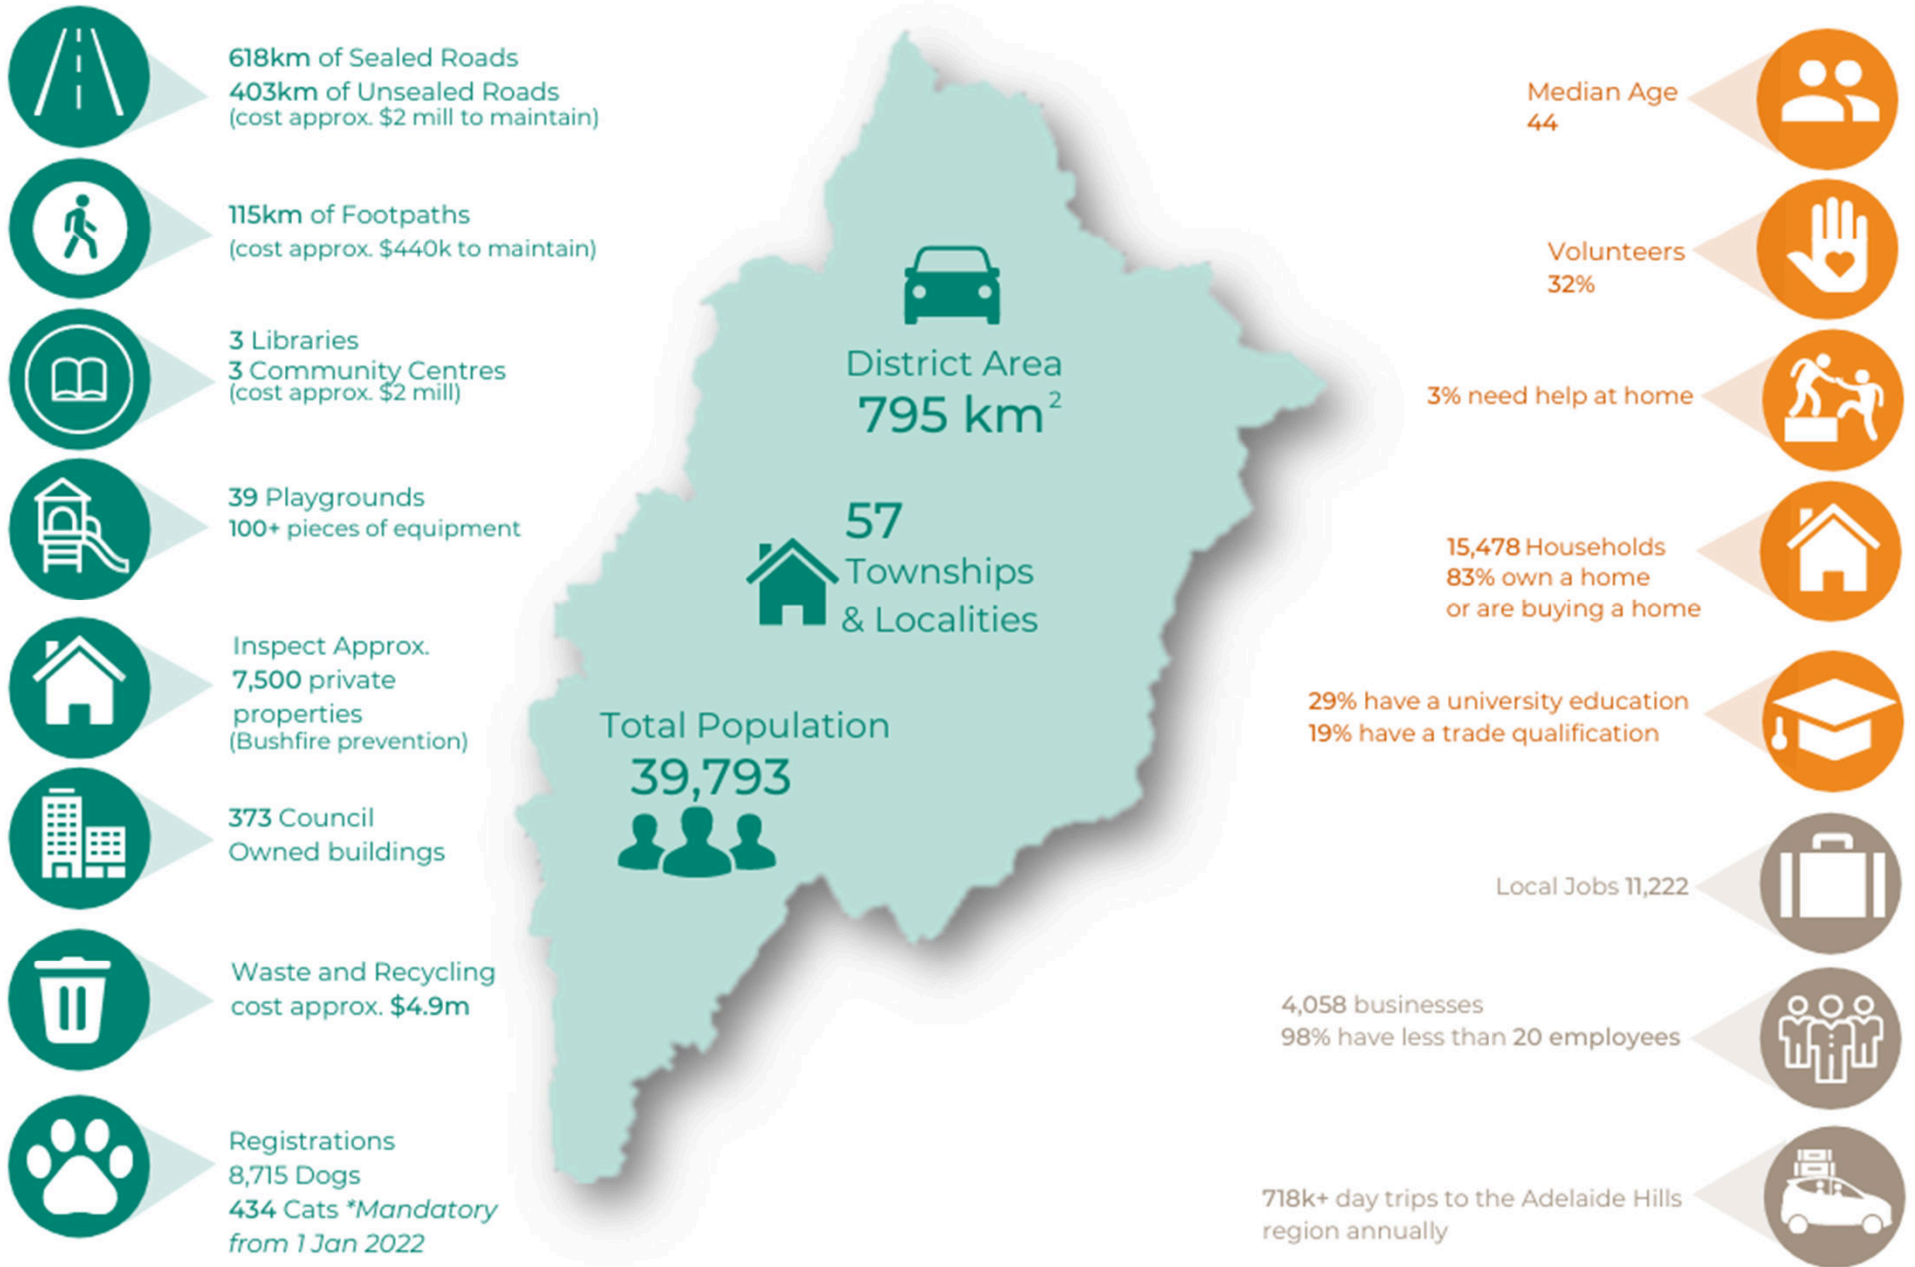 618km of Sealed Roads
403km of Unsealed Roads
(cost approx. $2 mill to maintain)
115km of Footpaths
(cost approx. $440k to maintain)
3 Libraries
3 Community Centres
(cost approx. $2 mill)
39 Playgrounds
100+ pieces of equipment
Inspect Approx.
7,500 private
properties
(Bushfire prevention)
373 Council
Owned buildings
Waste and Recycling
cost approx. $4.9m
Registrations
8,715 Dogs
434 Cats *Mandatory
from 1 Jan 2022
District Area
795 km²
57
Townships
& Localities
Total Population
39,793
Median Age
44
Volunteers
32%
3% need help at home
15,478 Households
83% own a home
or are buying a home
29% have a university education
19% have a trade qualification
Local Jobs 11,222
4,058 businesses
98% have less than 20 employees
718k+ day trips to the Adelaide Hills
region annually